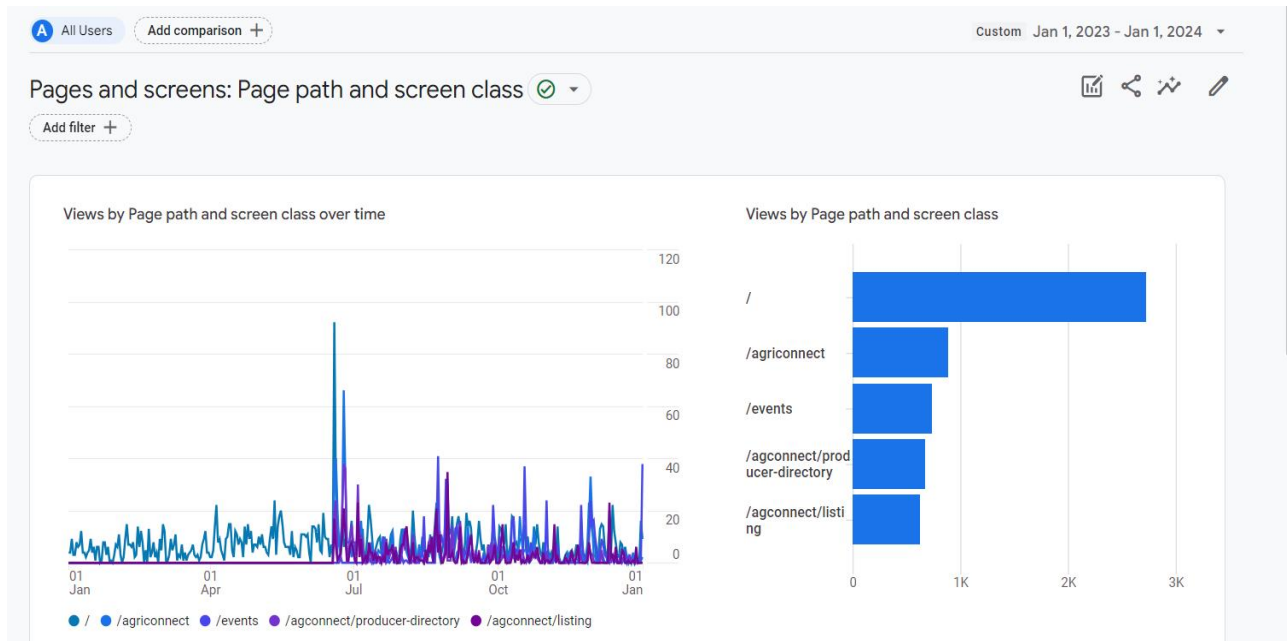 A All Users Add comparison + Custom Jan 1, 2023 - Jan 1, 2024
Pages and screens: Page path and screen class
Add filter +
Views by Page path and screen class over time
120
100
80
60
40
20
0
01 Jan
01 Apr
01 Jul
01 Oct
01 Jan
/ /agriconnect /events /agconnect/producer-directory /agconnect/listing
Views by Page path and screen class
/
/agriconnect
/events
/agconnect/prod
ucer-directory
/agconnect/listi
ng
0 1K 2K 3K